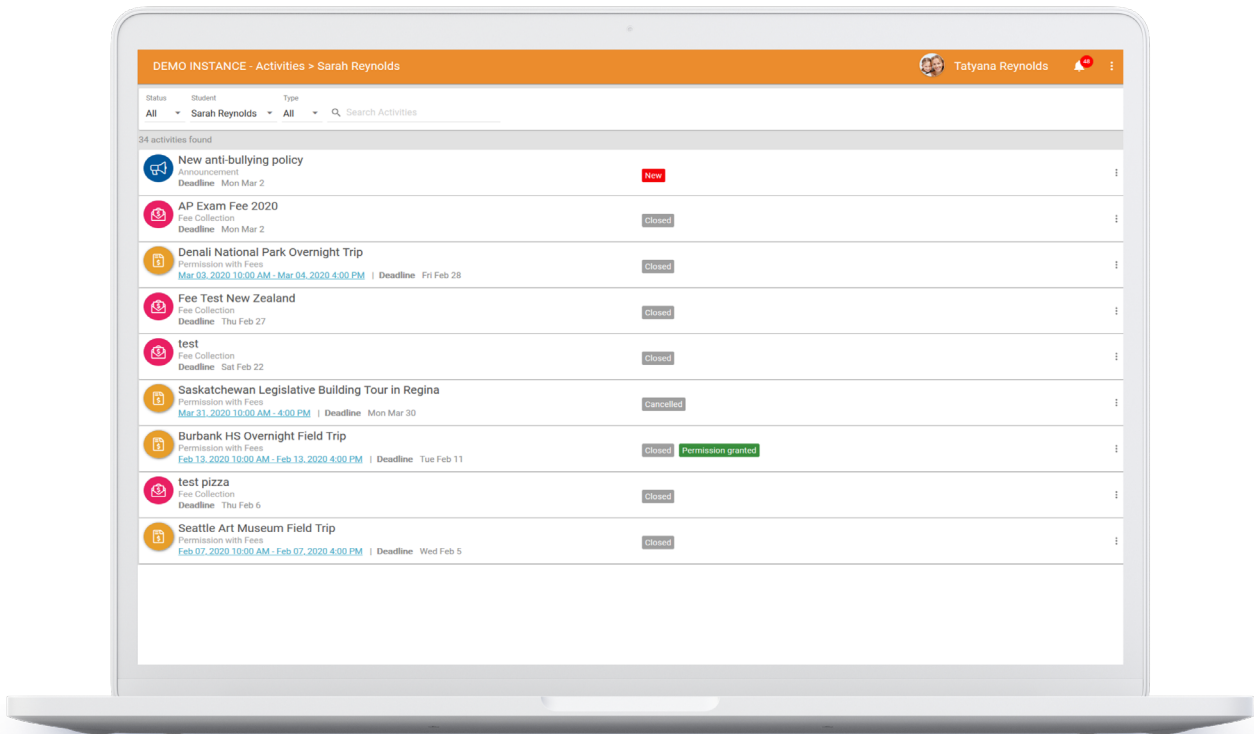 DEMO INSTANCE - Activities > Sarah Reynolds
Tatyana Reynolds
48
Status Student Type
All Sarah Reynolds All Search Activities
34 activities found
New anti-bullying policy
Announcement
Deadline Mon Mar 2
New
AP Exam Fee 2020
Fee Collection
Deadline Mon Mar 2
Closed
Denali National Park Overnight Trip
Permission with Fees
Mar 03, 2020 10:00 AM - Mar 04, 2020 4:00 PM | Deadline Fri Feb 28
Closed
Fee Test New Zealand
Fee Collection
Deadline Thu Feb 27
Closed
test
Fee Collection
Deadline Sat Feb 22
Closed
Saskatchewan Legislative Building Tour in Regina
Permission with Fees
Mar 31, 2020 10:00 AM - 4:00 PM | Deadline Mon Mar 30
Cancelled
Burbank HS Overnight Field Trip
Permission with Fees
Feb 13, 2020 10:00 AM - Feb 13, 2020 4:00 PM | Deadline Tue Feb 11
Closed Permission granted
test pizza
Fee Collection
Deadline Thu Feb 6
Closed
Seattle Art Museum Field Trip
Permission with Fees
Feb 07, 2020 10:00 AM - Feb 07, 2020 4:00 PM | Deadline Wed Feb 5
Closed